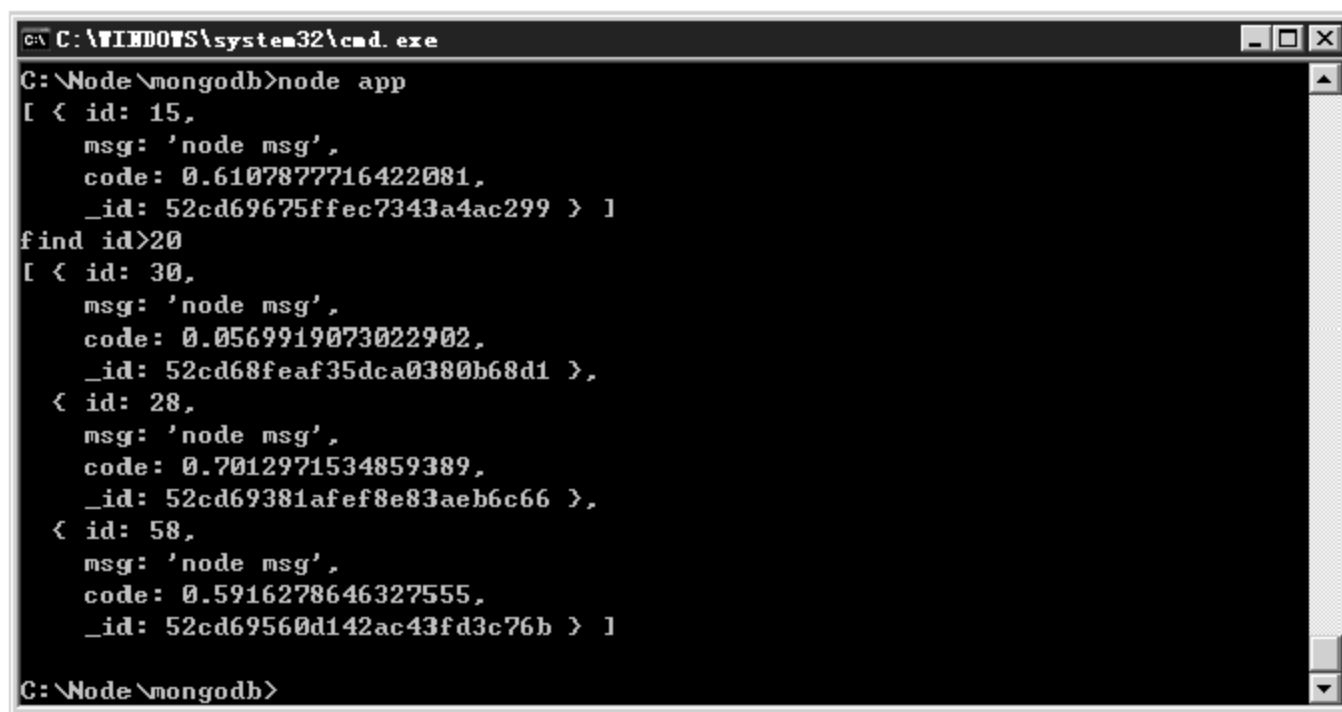 C:\WINDOWS\system32\cmd.exe
C:\Node\mongodb>node app
[ { id: 15,
    msg: 'node msg',
    code: 0.6107877716422081,
    _id: 52cd69675ffec7343a4ac299 } ]
find id>20
[ { id: 30,
    msg: 'node msg',
    code: 0.0569919073022902,
    _id: 52cd68feaf35dca0380b68d1 },
  { id: 28,
    msg: 'node msg',
    code: 0.7012971534859389,
    _id: 52cd69381afef8e83aeb6c66 },
  { id: 58,
    msg: 'node msg',
    code: 0.5916278646327555,
    _id: 52cd69560d142ac43fd3c76b } ]
C:\Node\mongodb>